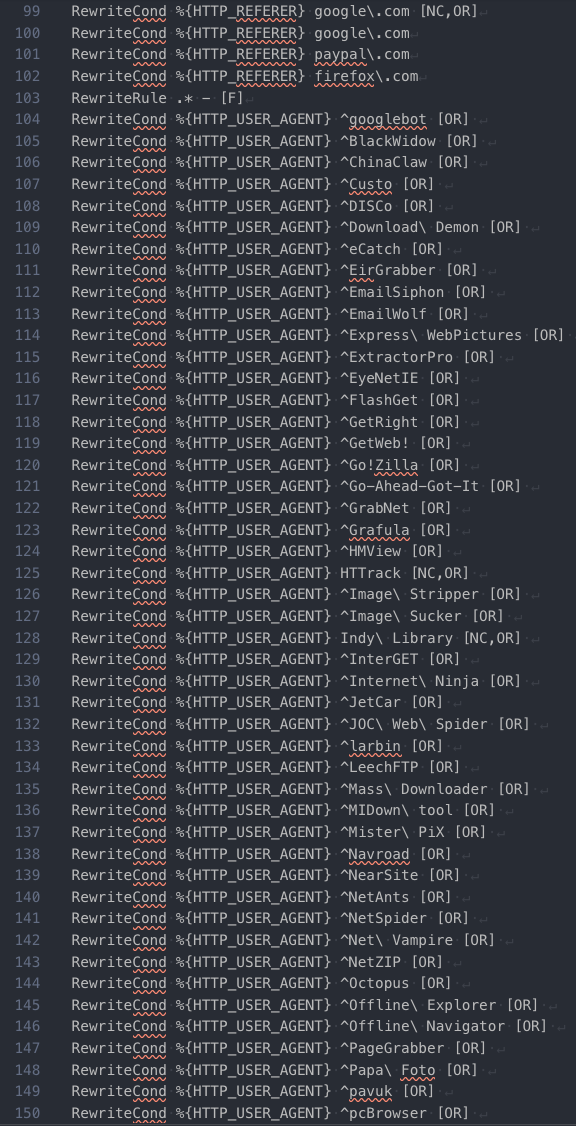 99 RewriteCond %{HTTP_REFERER} google\.com [NC,OR]
100 RewriteCond %{HTTP_REFERER} google\.com
101 RewriteCond %{HTTP_REFERER} paypal\.com
102 RewriteCond %{HTTP_REFERER} firefox\.com
103 RewriteRule .* - [F]
104 RewriteCond %{HTTP_USER_AGENT} ^googlebot [OR]
105 RewriteCond %{HTTP_USER_AGENT} ^BlackWidow [OR]
106 RewriteCond %{HTTP_USER_AGENT} ^ChinaClaw [OR]
107 RewriteCond %{HTTP_USER_AGENT} ^Custo [OR]
108 RewriteCond %{HTTP_USER_AGENT} ^DISCo [OR]
109 RewriteCond %{HTTP_USER_AGENT} ^Download\ Demon [OR]
110 RewriteCond %{HTTP_USER_AGENT} ^eCatch [OR]
111 RewriteCond %{HTTP_USER_AGENT} ^EirGrabber [OR]
112 RewriteCond %{HTTP_USER_AGENT} ^EmailSiphon [OR]
113 RewriteCond %{HTTP_USER_AGENT} ^EmailWolf [OR]
114 RewriteCond %{HTTP_USER_AGENT} ^Express\ WebPictures [OR]
115 RewriteCond %{HTTP_USER_AGENT} ^ExtractorPro [OR]
116 RewriteCond %{HTTP_USER_AGENT} ^EyeNetIE [OR]
117 RewriteCond %{HTTP_USER_AGENT} ^FlashGet [OR]
118 RewriteCond %{HTTP_USER_AGENT} ^GetRight [OR]
119 RewriteCond %{HTTP_USER_AGENT} ^GetWeb! [OR]
120 RewriteCond %{HTTP_USER_AGENT} ^Go!Zilla [OR]
121 RewriteCond %{HTTP_USER_AGENT} ^Go-Ahead-Got-It [OR]
122 RewriteCond %{HTTP_USER_AGENT} ^GrabNet [OR]
123 RewriteCond %{HTTP_USER_AGENT} ^Grafula [OR]
124 RewriteCond %{HTTP_USER_AGENT} ^HMView [OR]
125 RewriteCond %{HTTP_USER_AGENT} HTTrack [NC,OR]
126 RewriteCond %{HTTP_USER_AGENT} ^Image\ Stripper [OR]
127 RewriteCond %{HTTP_USER_AGENT} ^Image\ Sucker [OR]
128 RewriteCond %{HTTP_USER_AGENT} Indy\ Library [NC,OR]
129 RewriteCond %{HTTP_USER_AGENT} ^InterGET [OR]
130 RewriteCond %{HTTP_USER_AGENT} ^Internet\ Ninja [OR]
131 RewriteCond %{HTTP_USER_AGENT} ^JetCar [OR]
132 RewriteCond %{HTTP_USER_AGENT} ^JOC\ Web\ Spider [OR]
133 RewriteCond %{HTTP_USER_AGENT} ^larbin [OR]
134 RewriteCond %{HTTP_USER_AGENT} ^LeechFTP [OR]
135 RewriteCond %{HTTP_USER_AGENT} ^Mass\ Downloader [OR]
136 RewriteCond %{HTTP_USER_AGENT} ^MIDown\ tool [OR]
137 RewriteCond %{HTTP_USER_AGENT} ^Mister\ PiX [OR]
138 RewriteCond %{HTTP_USER_AGENT} ^Navroad [OR]
139 RewriteCond %{HTTP_USER_AGENT} ^NearSite [OR]
140 RewriteCond %{HTTP_USER_AGENT} ^NetAnts [OR]
141 RewriteCond %{HTTP_USER_AGENT} ^NetSpider [OR]
142 RewriteCond %{HTTP_USER_AGENT} ^Net\ Vampire [OR]
143 RewriteCond %{HTTP_USER_AGENT} ^NetZIP [OR]
144 RewriteCond %{HTTP_USER_AGENT} ^Octopus [OR]
145 RewriteCond %{HTTP_USER_AGENT} ^Offline\ Explorer [OR]
146 RewriteCond %{HTTP_USER_AGENT} ^Offline\ Navigator [OR]
147 RewriteCond %{HTTP_USER_AGENT} ^PageGrabber [OR]
148 RewriteCond %{HTTP_USER_AGENT} ^Papa\ Foto [OR]
149 RewriteCond %{HTTP_USER_AGENT} ^pavuk [OR]
150 RewriteCond %{HTTP_USER_AGENT} ^pcBrowser [OR]